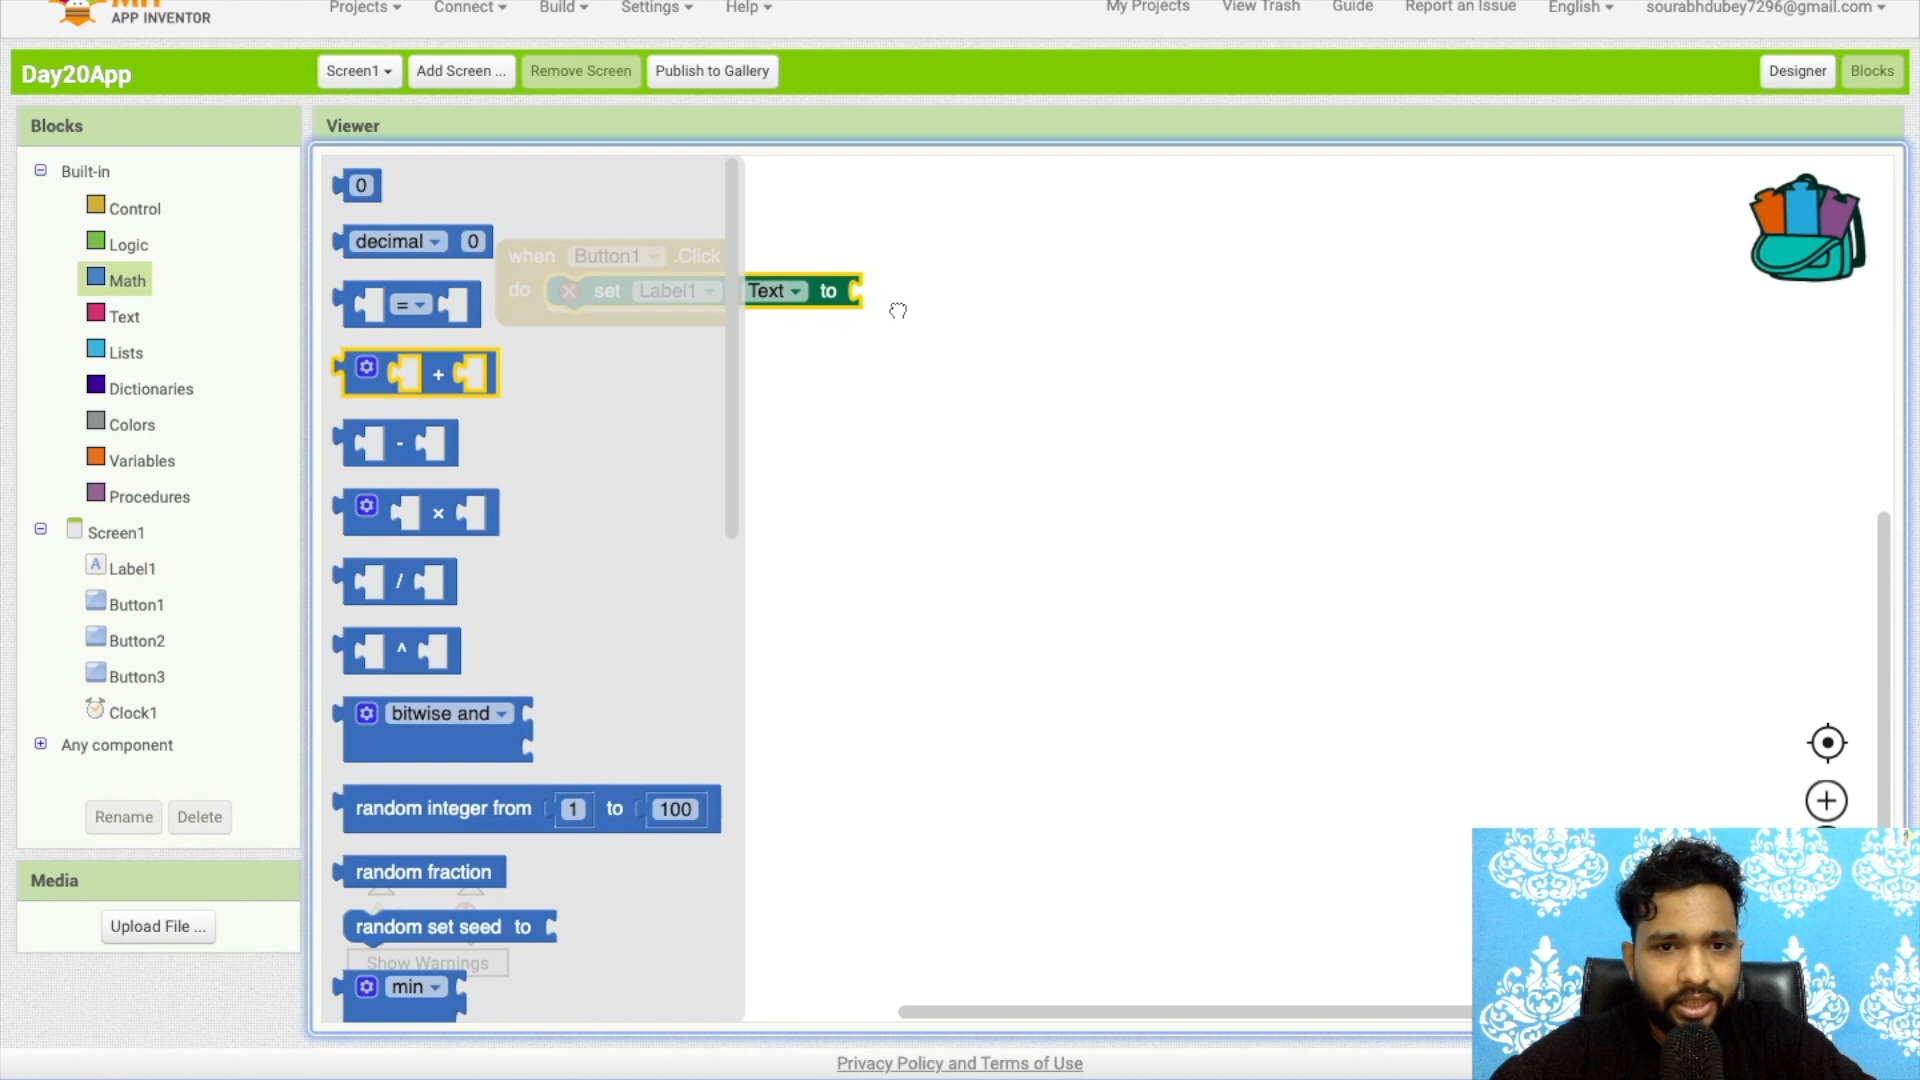 MIT
APP INVENTOR
Projects
Connect
Build
Settings
Help
My Projects
View Trash
Guide
Report an Issue
English
sourabhdubey7296@gmail.com
Day20App
Screen1
Add Screen ...
Remove Screen
Publish to Gallery
Designer
Blocks
Blocks
Viewer
Built-in
Control
Logic
Math
Text
Lists
Dictionaries
Colors
Variables
Procedures
Screen1
Label1
Button1
Button2
Button3
Clock1
Any component
Rename
Delete
Media
Upload File ...
0
decimal 0
=
+
-
×
/
^
bitwise and
random integer from 1 to 100
random fraction
random set seed to
Show Warnings
min
when Button1 .Click
do set Label1 Text to
Privacy Policy and Terms of Use